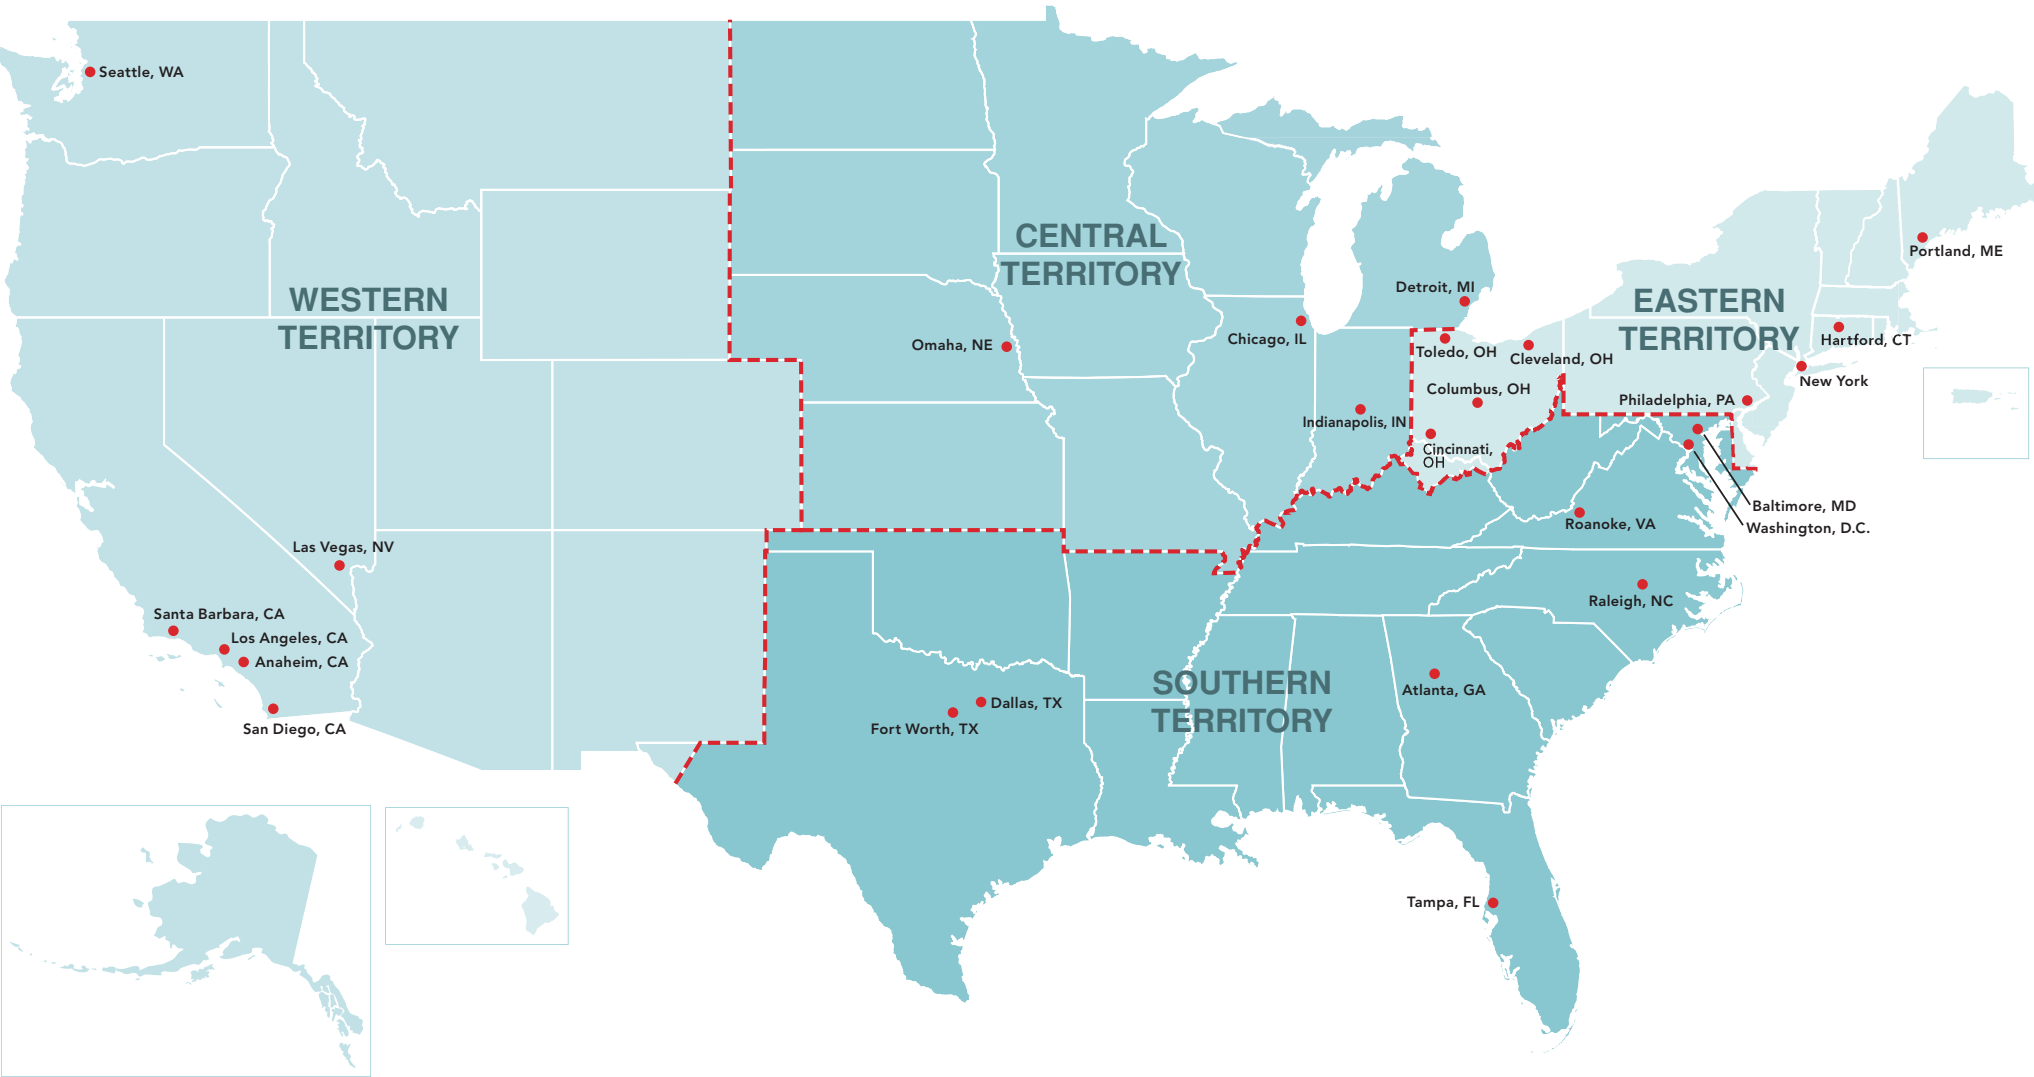 Seattle, WA
CENTRAL
TERRITORY
Portland, ME
WESTERN
TERRITORY
Detroit, MI
EASTERN
TERRITORY
Omaha, NE
Chicago, IL
Toledo, OH
Cleveland, OH
Hartford, CT
New York
Columbus, OH
Philadelphia, PA
Indianapolis, IN
Cincinnati,
OH
Baltimore, MD
Washington, D.C.
Roanoke, VA
Las Vegas, NV
Raleigh, NC
Santa Barbara, CA
Los Angeles, CA
Anaheim, CA
San Diego, CA
SOUTHERN
TERRITORY
Atlanta, GA
Dallas, TX
Fort Worth, TX
Tampa, FL